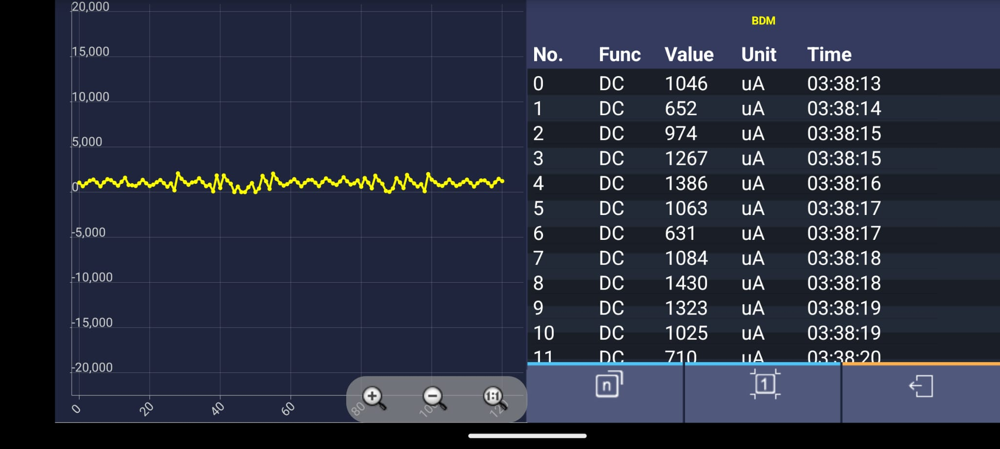 20,000
15,000
10,000
5,000
0
-5,000
-10,000
-15,000
-20,000
0 20 40 60 80 100 120
1:1
BDM
No. Func Value Unit Time
0 DC 1046 uA 03:38:13
1 DC 652 uA 03:38:14
2 DC 974 uA 03:38:15
3 DC 1267 uA 03:38:15
4 DC 1386 uA 03:38:16
5 DC 1063 uA 03:38:17
6 DC 631 uA 03:38:17
7 DC 1084 uA 03:38:18
8 DC 1430 uA 03:38:18
9 DC 1323 uA 03:38:19
10 DC 1025 uA 03:38:19
11 DC 710 uA 03:38:20
n 1